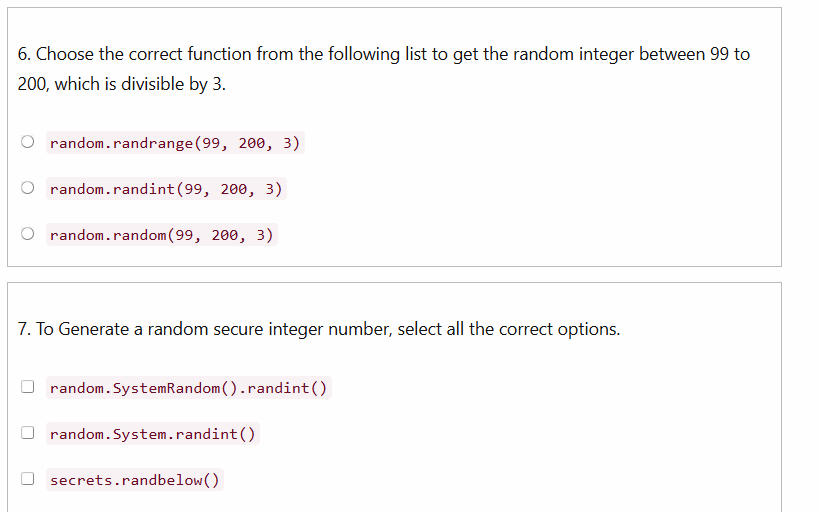 6. Choose the correct function from the following list to get the random integer between 99 to
200, which is divisible by 3.
random.randrange(99, 200, 3)
random.randint(99, 200, 3)
random.random(99, 200, 3)
7. To Generate a random secure integer number, select all the correct options.
random.SystemRandom().randint()
random.System.randint()
secrets.randbelow()